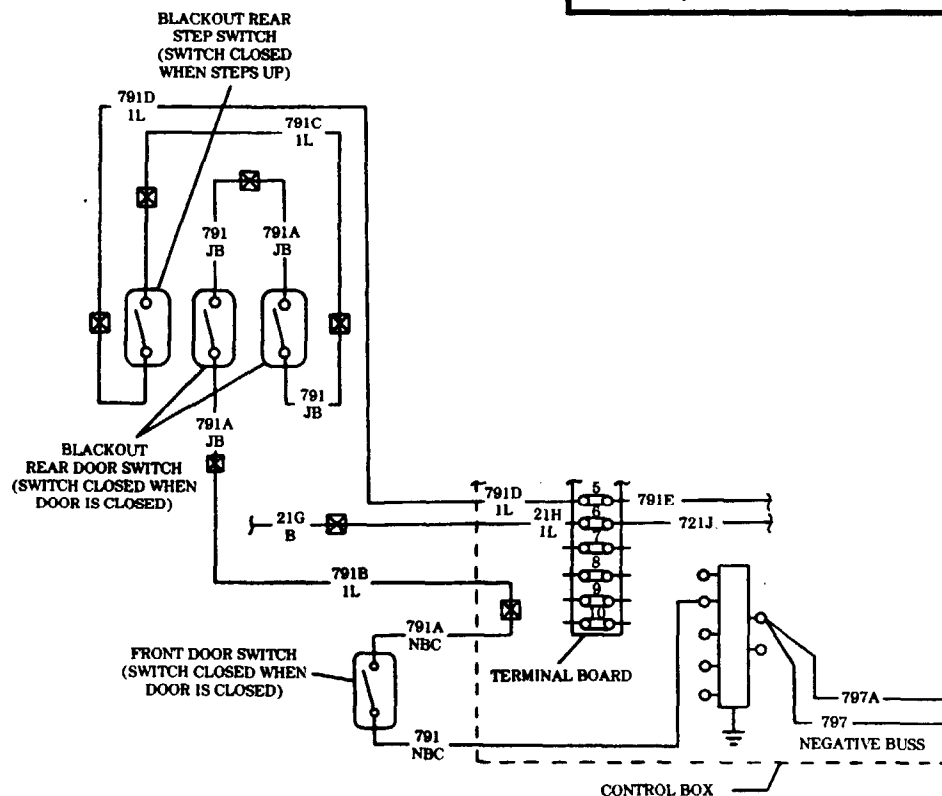 BLACKOUT REAR
STEP SWITCH
(SWITCH CLOSED
WHEN STEPS UP)
791D
1L
791C
1L
791
JB
791A
JB
791
JB
791A
JB
BLACKOUT
REAR DOOR SWITCH
(SWITCH CLOSED WHEN
DOOR IS CLOSED)
791D
1L
5
791E
21G
B
21H
1L
6
721J
7
8
9
10
791B
1L
791A
NBC
FRONT DOOR SWITCH
(SWITCH CLOSED WHEN
DOOR IS CLOSED)
TERMINAL BOARD
797A
797
791
NBC
NEGATIVE BUSS
CONTROL BOX